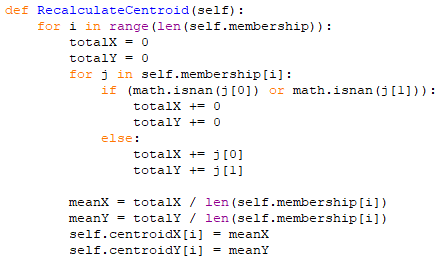 def RecalculateCentroid(self):
    for i in range(len(self.membership)):
        totalX = 0
        totalY = 0
        for j in self.membership[i]:
            if (math.isnan(j[0]) or math.isnan(j[1])):
                totalX += 0
                totalY += 0
            else:
                totalX += j[0]
                totalY += j[1]

        meanX = totalX / len(self.membership[i])
        meanY = totalY / len(self.membership[i])
        self.centroidX[i] = meanX
        self.centroidY[i] = meanY